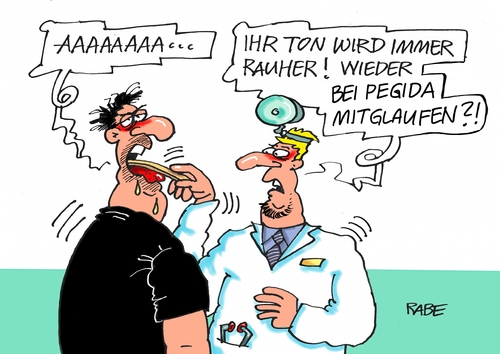 AAAAAAAA...
IHR TON WIRD IMMER
RAUHER! WIEDER
BEI PEGIDA
MITGLAUFEN?!
RABE